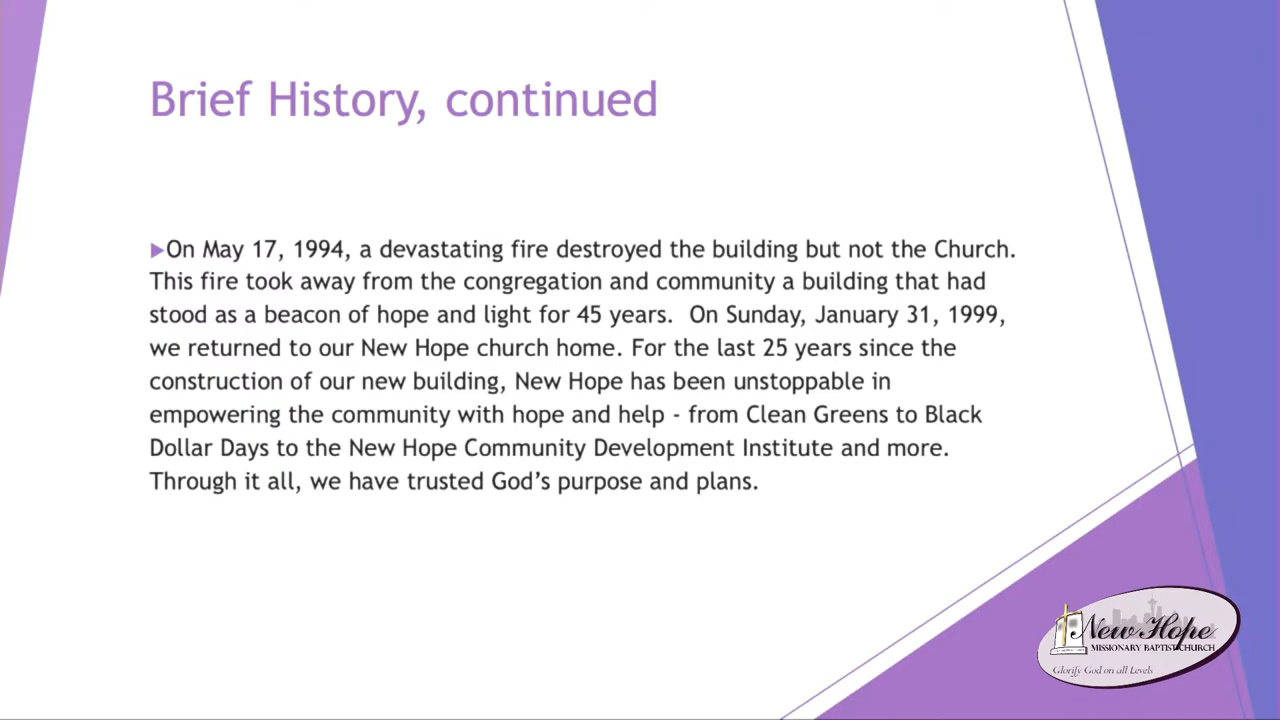 Brief History, continued
On May 17, 1994, a devastating fire destroyed the building but not the Church.
This fire took away from the congregation and community a building that had
stood as a beacon of hope and light for 45 years.  On Sunday, January 31, 1999,
we returned to our New Hope church home. For the last 25 years since the
construction of our new building, New Hope has been unstoppable in
empowering the community with hope and help - from Clean Greens to Black
Dollar Days to the New Hope Community Development Institute and more.
Through it all, we have trusted God’s purpose and plans.
New Hope
MISSIONARY BAPTIST CHURCH
Glorify God on all Levels